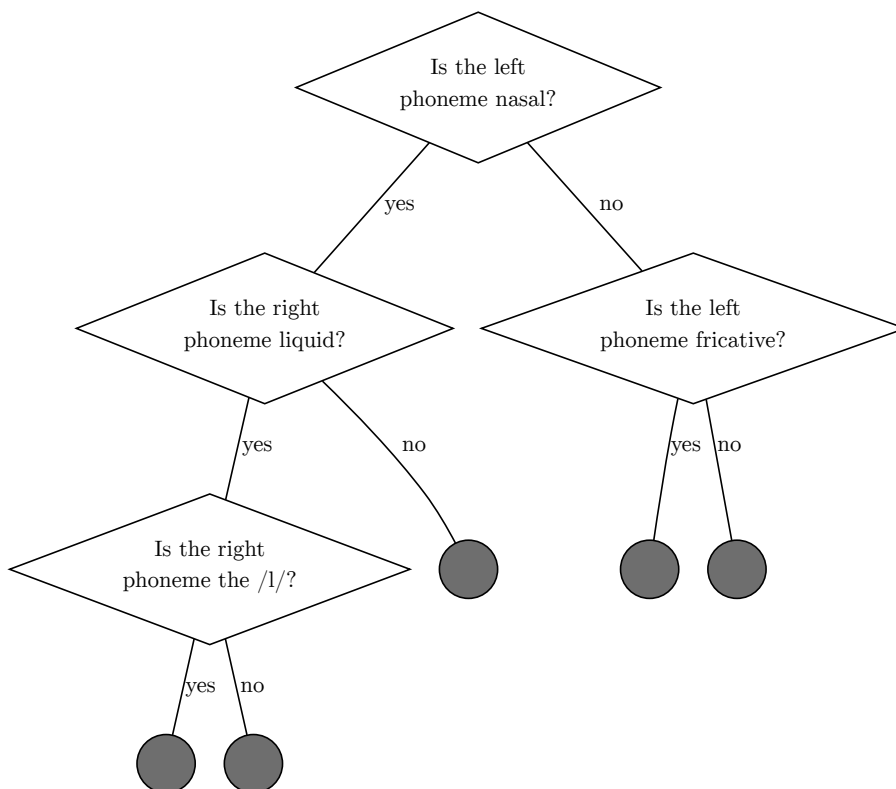 Is the left
phoneme nasal?
yes
no
Is the right
phoneme liquid?
Is the left
phoneme fricative?
yes
no
yes
no
Is the right
phoneme the /l/?
yes
no